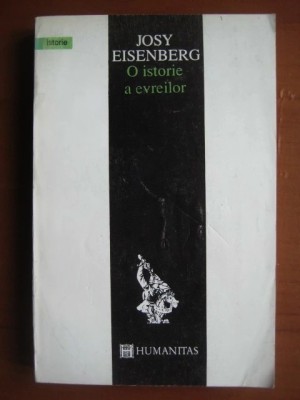 istorie
JOSY
EISENBERG
O istorie
a evreilor
HUMANITAS